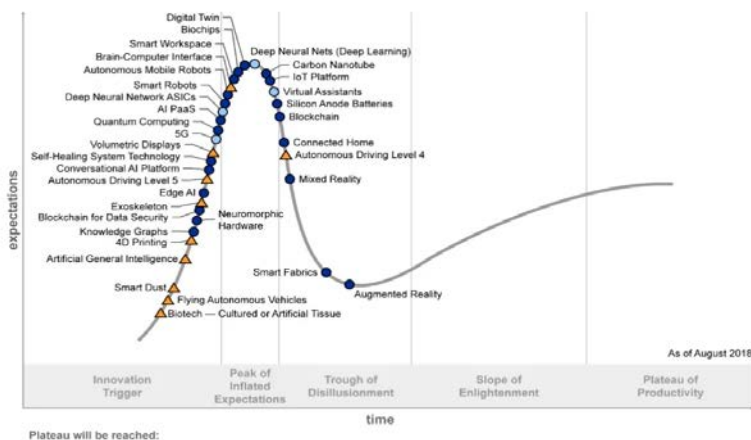 Digital Twin
Biochips
Smart Workspace
Brain-Computer Interface
Autonomous Mobile Robots
Smart Robots
Deep Neural Network ASICs
AI PaaS
Quantum Computing
5G
Volumetric Displays
Self-Healing System Technology
Conversational AI Platform
Autonomous Driving Level 5
Edge AI
Exoskeleton
Blockchain for Data Security
Neuromorphic
Hardware
Knowledge Graphs
4D Printing
Artificial General Intelligence
Smart Dust
Flying Autonomous Vehicles
Biotech — Cultured or Artificial Tissue
Deep Neural Nets (Deep Learning)
Carbon Nanotube
IoT Platform
Virtual Assistants
Silicon Anode Batteries
Blockchain
Connected Home
Autonomous Driving Level 4
Mixed Reality
Smart Fabrics
Augmented Reality
expectations
As of August 2018
Innovation
Trigger
Peak of
Inflated
Expectations
Trough of
Disillusionment
Slope of
Enlightenment
Plateau of
Productivity
time
Plateau will be reached: